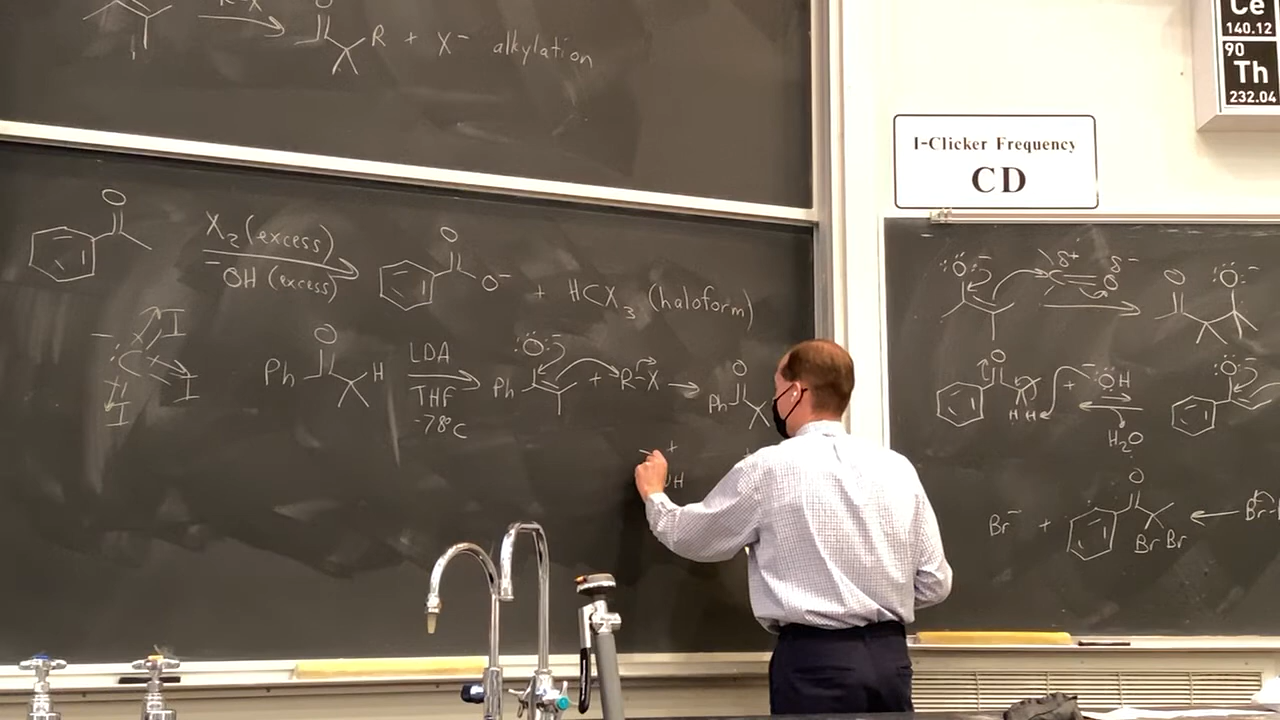 R + X⁻ alkylation
O
X₂ (excess)
⁻OH (excess)
O
O⁻
+ HCX₃ (haloform)
I
I
I
Ph
O
H
LDA
THF
-78°C
Ph
O
+ R-X
Ph
O
+
Ce
140.12
90
Th
232.04
I-Clicker Frequency
CD
O
δ+
δ⁻
O
O
O⁻
O
H H
+ ⁻OH
H₂O
O
Br⁻ +
O
Br Br
Br